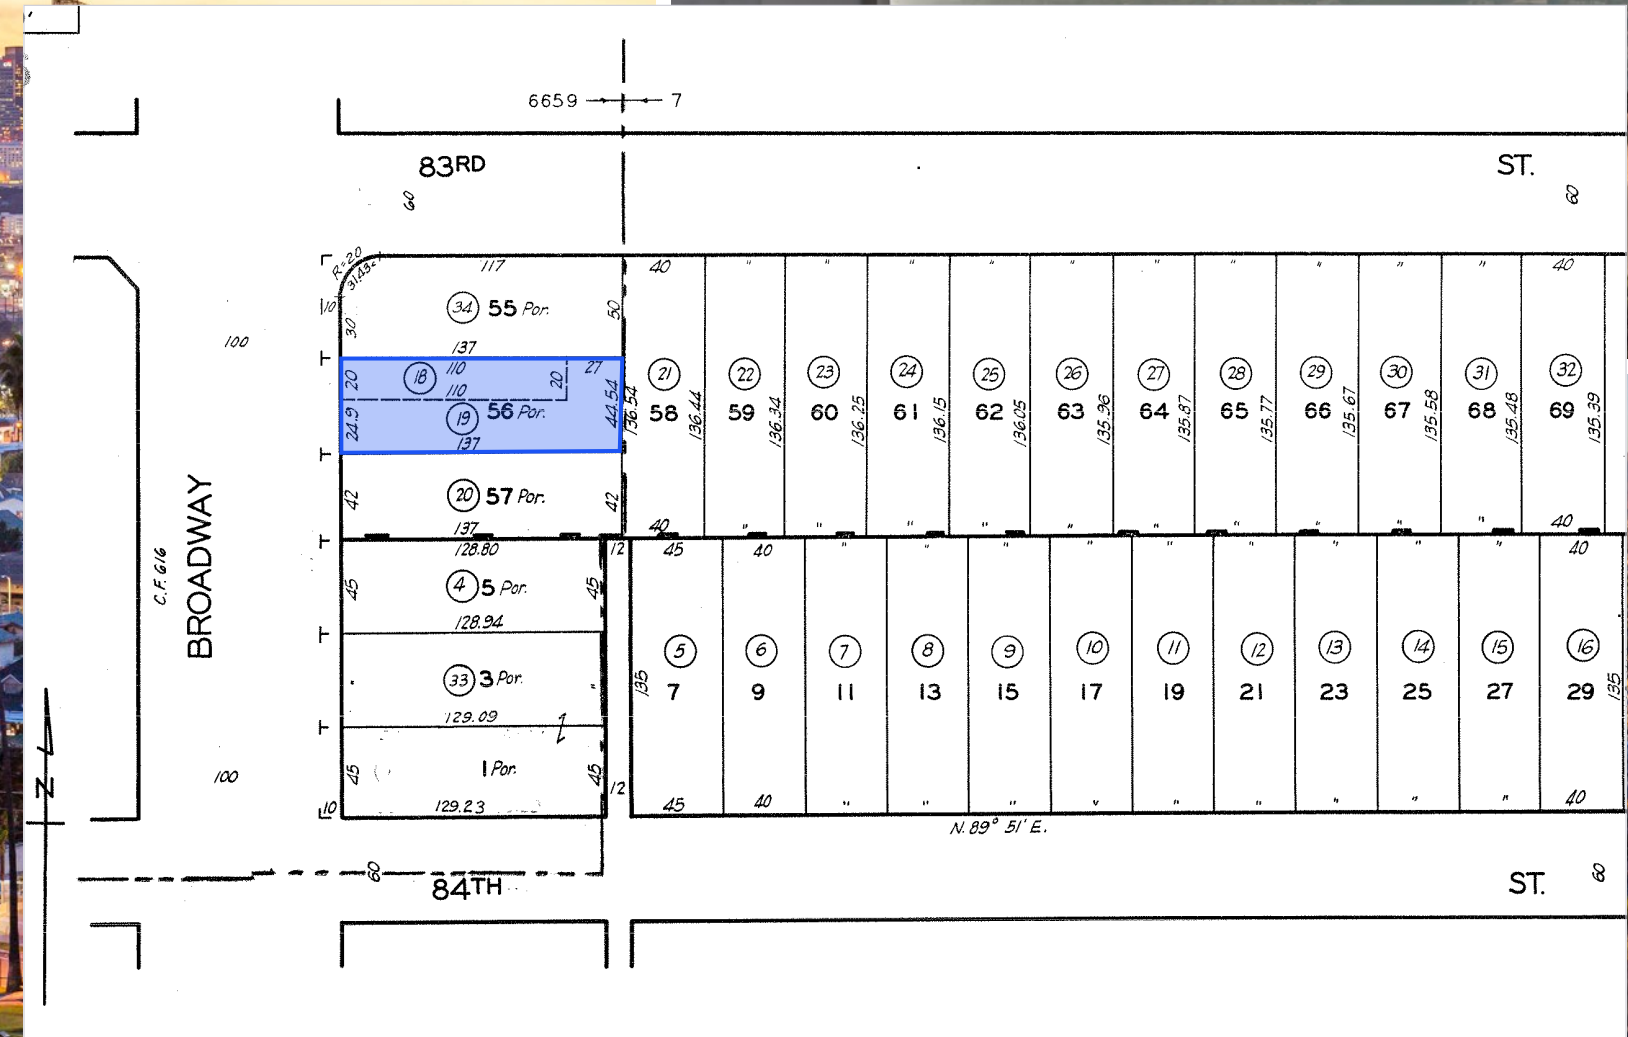 6659 7
83RD ST.
60 60
R=20
31.43
117 40 " " " " " " " " " " 40
10
34 55 Por. 50
30
100
137
110 27
20 18 20
110
24.9 19 56 Por. 44.54
137
21 22 23 24 25 26 27 28 29 30 31 32
58 59 60 61 62 63 64 65 66 67 68 69
136.54 136.44 136.34 136.25 136.15 136.05 135.96 135.87 135.77 135.67 135.58 135.48 135.39
42 20 57 Por. 42
137 40 " " " " " " " " " " 40
128.80 12 45 40 " " " " " " " " " 40
BROADWAY
C.F. 616
45 4 5 Por. 45
128.94
33 3 Por. "
129.09
5 6 7 8 9 10 11 12 13 14 15 16
135 7 9 11 13 15 17 19 21 23 25 27 29 135
100
1
45 1 Por. 45
12
10 129.23 45 40 " " " " " " " " " 40
N. 89° 51' E.
N
60 60
84TH ST.